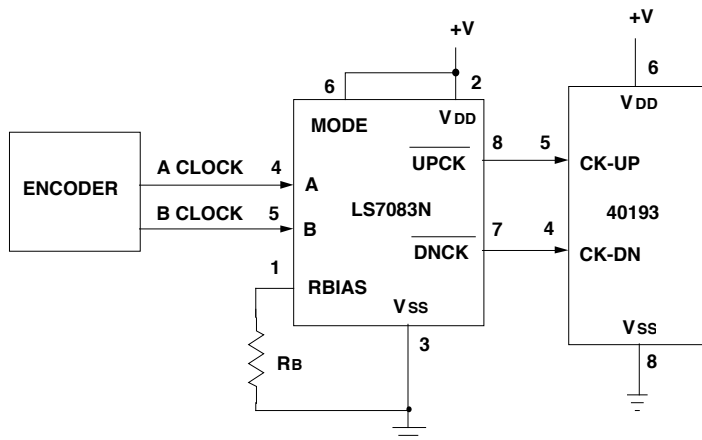 +V
+V
6
2
6
MODE
VDD
VDD
8
5
UPCK
CK-UP
ENCODER
A CLOCK
4
A
B CLOCK
5
B
LS7083N
40193
7
4
DNCK
CK-DN
1
RBIAS
VSS
VSS
3
8
RB